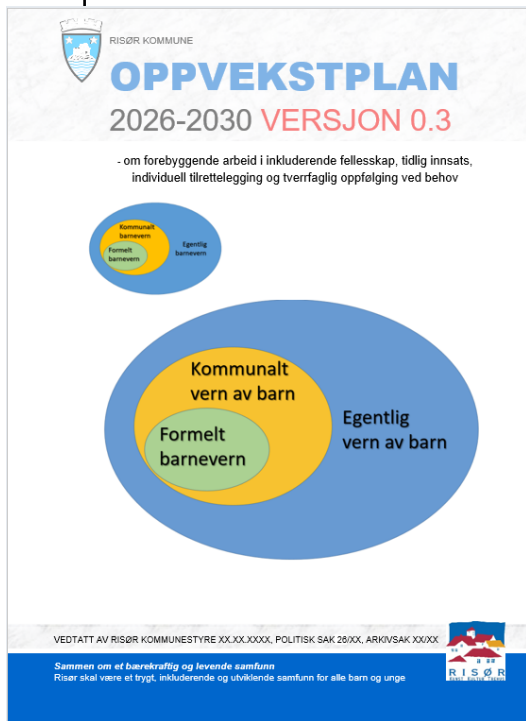 RISØR KOMMUNE
OPPVEKSTPLAN
2026-2030 VERSJON 0.3
- om forebyggende arbeid i inkluderende fellesskap, tidlig innsats,
individuell tilrettelegging og tverrfaglig oppfølging ved behov
Kommunalt
barnevern
Formelt
barnevern
Egentlig
barnevern
Kommunalt
vern av barn
Formelt
barnevern
Egentlig
vern av barn
VEDTATT AV RISØR KOMMUNESTYRE XX.XX.XXXX, POLITISK SAK 26/XX, ARKIVSAK XX/XX
Sammen om et bærekraftig og levende samfunn
Risør skal være et trygt, inkluderende og utviklende samfunn for alle barn og unge
RISØR